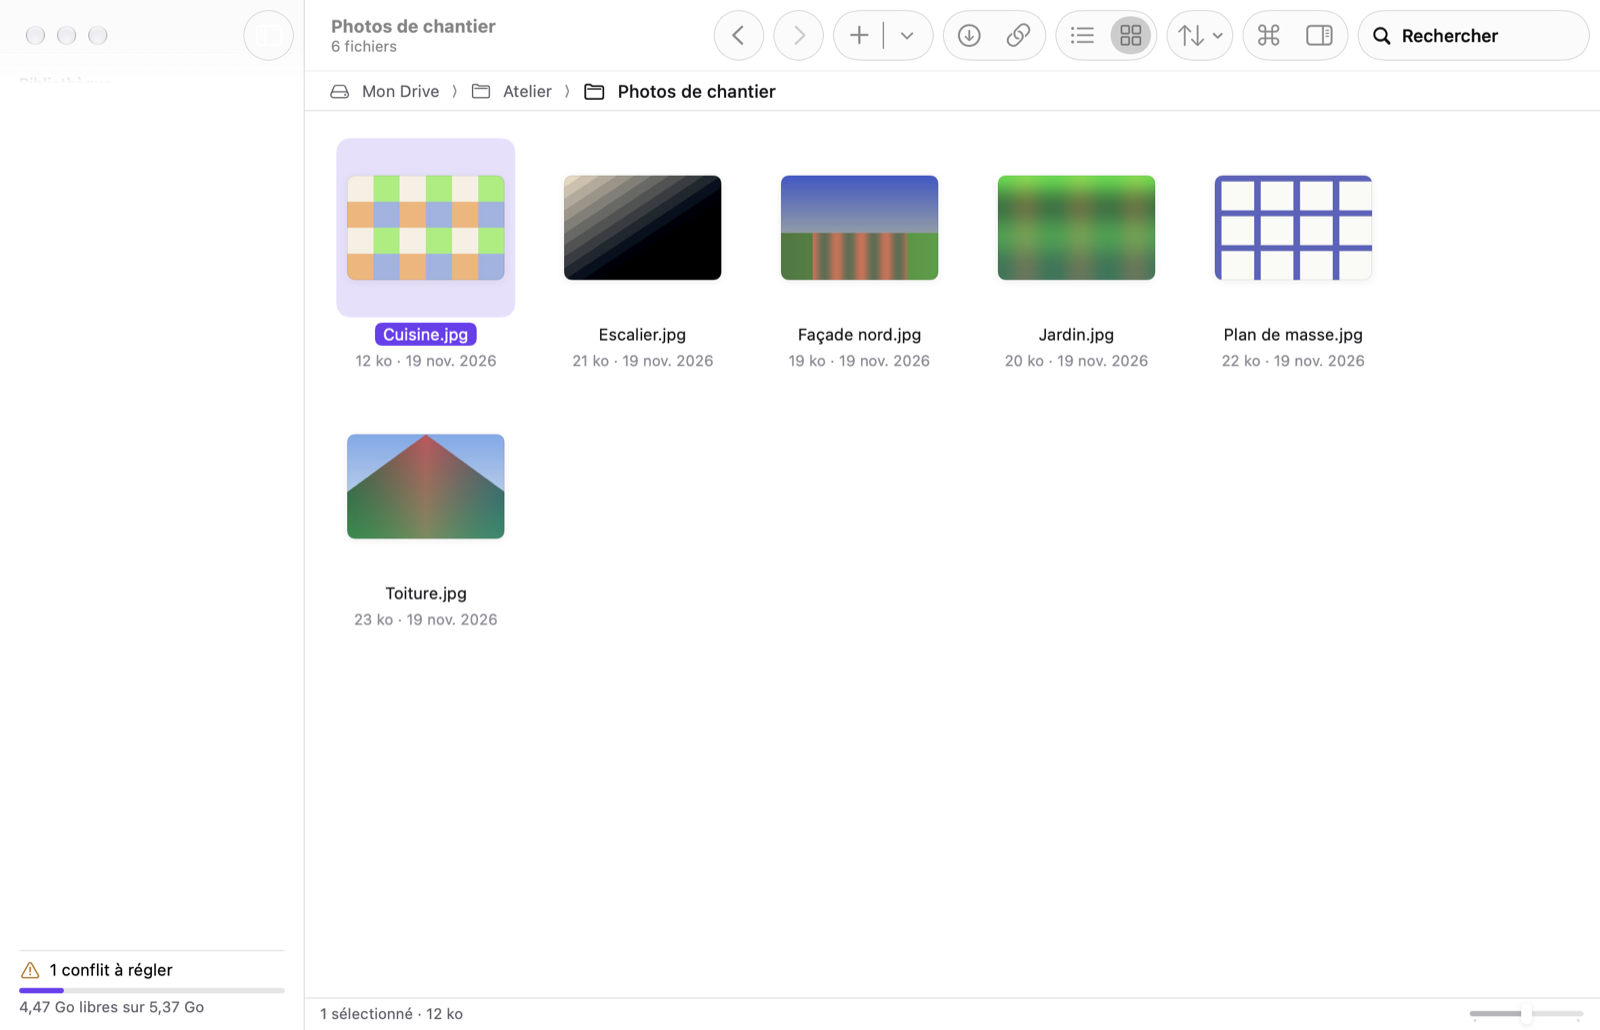 Photos de chantier
6 fichiers
Rechercher
Mon Drive
Atelier
Photos de chantier
Cuisine.jpg
12 ko · 19 nov. 2026
Escalier.jpg
21 ko · 19 nov. 2026
Façade nord.jpg
19 ko · 19 nov. 2026
Jardin.jpg
20 ko · 19 nov. 2026
Plan de masse.jpg
22 ko · 19 nov. 2026
Toiture.jpg
23 ko · 19 nov. 2026
1 conflit à régler
4,47 Go libres sur 5,37 Go
1 sélectionné · 12 ko